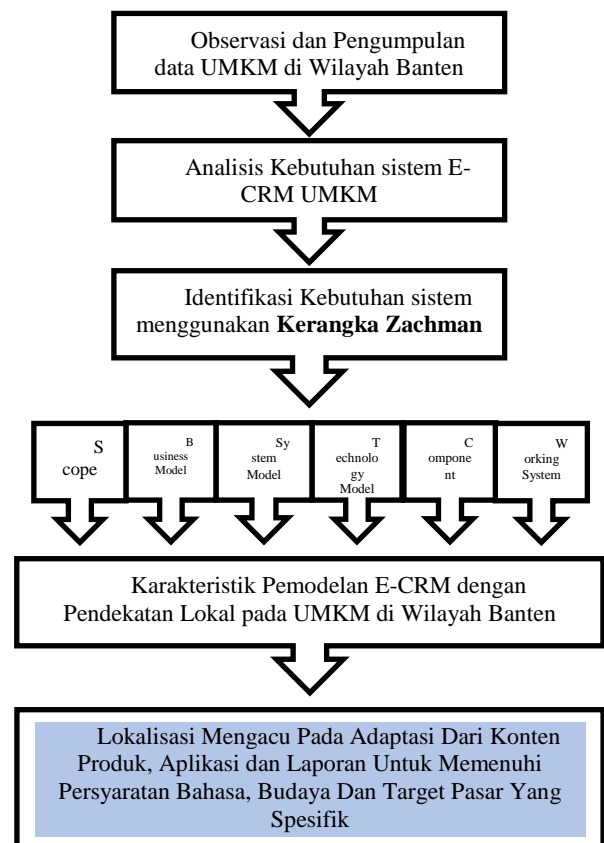 Observasi dan Pengumpulan
data UMKM di Wilayah Banten
Analisis Kebutuhan sistem E-
CRM UMKM
Identifikasi Kebutuhan sistem
menggunakan Kerangka Zachman
S
cope
B
usiness
Model
Sy
stem
Model
T
echnolo
gy
Model
C
ompone
nt
W
orking
System
Karakteristik Pemodelan E-CRM dengan
Pendekatan Lokal pada UMKM di Wilayah Banten
Lokalisasi Mengacu Pada Adaptasi Dari Konten
Produk, Aplikasi dan Laporan Untuk Memenuhi
Persyaratan Bahasa, Budaya Dan Target Pasar Yang
Spesifik